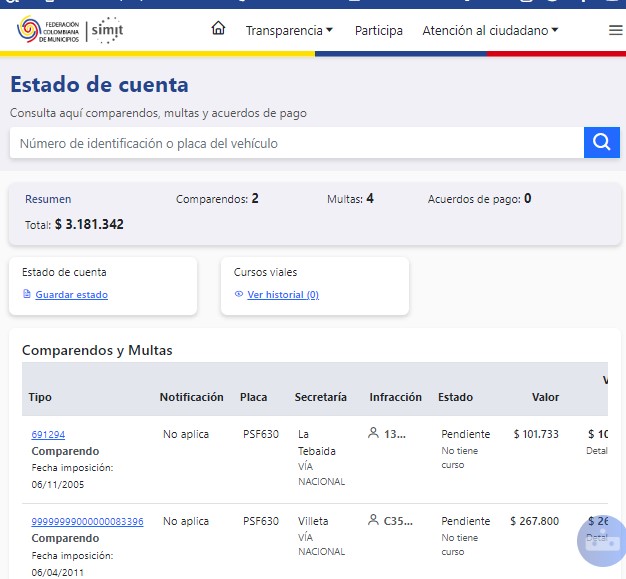 FEDERACIÓN
COLOMBIANA
DE MUNICIPIOS
simit
Transparencia
Participa
Atención al ciudadano
Estado de cuenta
Consulta aquí comparendos, multas y acuerdos de pago
Número de identificación o placa del vehículo
Resumen
Comparendos: 2
Multas: 4
Acuerdos de pago: 0
Total: $ 3.181.342
Estado de cuenta
Guardar estado
Cursos viales
Ver historial (0)
Comparendos y Multas
Tipo Notificación Placa Secretaría Infracción Estado Valor V
691294 No aplica PSF630 La 13... Pendiente $ 101.733 $ 10
Comparendo Tebaida No tiene Detal
Fecha imposición: VÍA curso
06/11/2005 NACIONAL
99999999000000083396 No aplica PSF630 Villeta C35... Pendiente $ 267.800 $ 26
Comparendo VÍA No tiene Detal
Fecha imposición: NACIONAL curso
06/04/2011